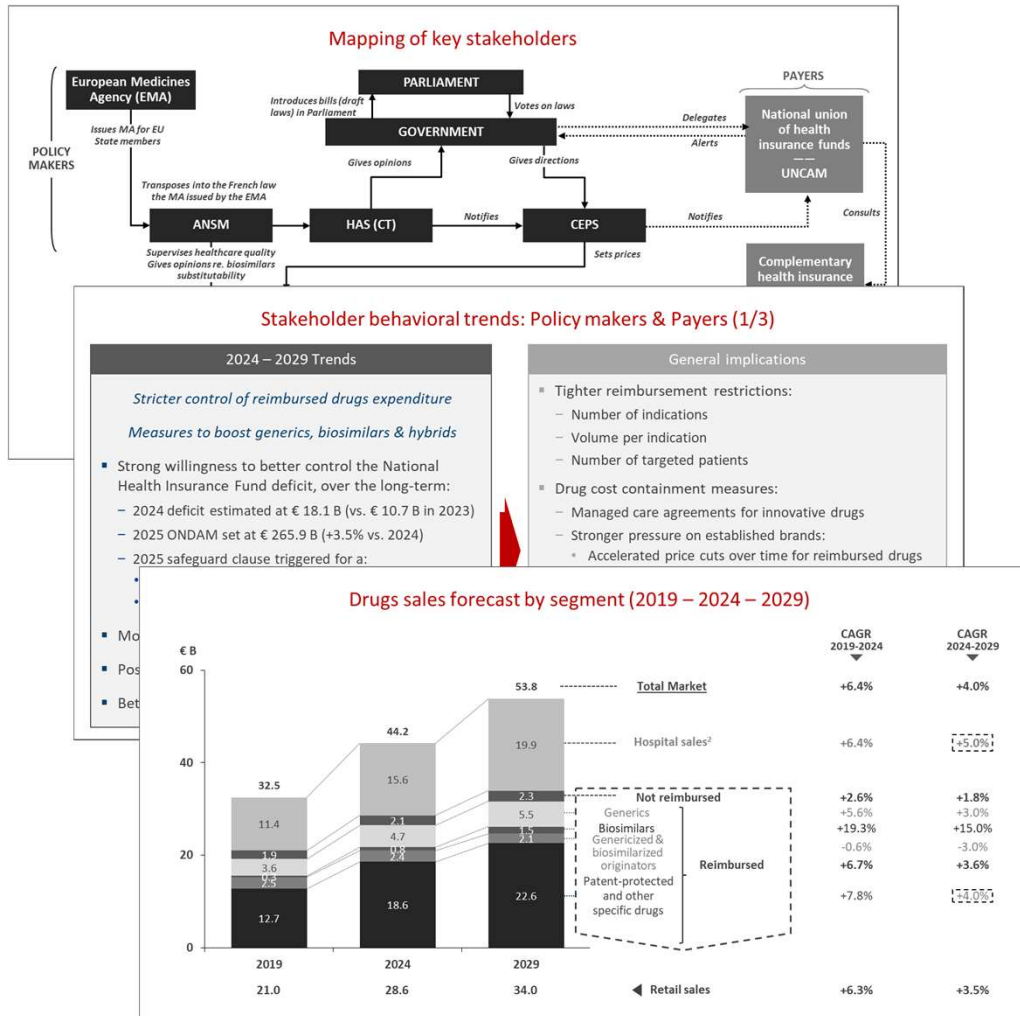 Mapping of key stakeholders
POLICY
MAKERS
European Medicines
Agency (EMA)
Issues MA for EU
State members
Transposes into the French law
the MA issued by the EMA
ANSM
Supervises healthcare quality
Gives opinions re. biosimilars
substitutability
PARLIAMENT
Introduces bills (draft
laws) in Parliament
Votes on laws
GOVERNMENT
Gives opinions
Gives directions
HAS (CT)
Notifies
CEPS
Sets prices
Notifies
Delegates
Alerts
PAYERS
National union
of health
insurance funds
——
UNCAM
Consults
Complementary
health insurance
Stakeholder behavioral trends: Policy makers & Payers (1/3)
2024 – 2029 Trends
Stricter control of reimbursed drugs expenditure
Measures to boost generics, biosimilars & hybrids
▪ Strong willingness to better control the National
Health Insurance Fund deficit, over the long-term:
– 2024 deficit estimated at € 18.1 B (vs. € 10.7 B in 2023)
– 2025 ONDAM set at € 265.9 B (+3.5% vs. 2024)
– 2025 safeguard clause triggered for a:
•
•
▪ Mo
▪ Pos
▪ Bet
General implications
▪ Tighter reimbursement restrictions:
– Number of indications
– Volume per indication
– Number of targeted patients
▪ Drug cost containment measures:
– Managed care agreements for innovative drugs
– Stronger pressure on established brands:
• Accelerated price cuts over time for reimbursed drugs
Drugs sales forecast by segment (2019 – 2024 – 2029)
€ B
60
40
20
0
32.5
11.4
1.9
3.6
0.3
2.5
12.7
44.2
15.6
2.1
4.7
0.8
2.4
18.6
53.8
19.9
2.3
5.5
1.5
2.1
22.6
2019 2024 2029
21.0 28.6 34.0 ◀ Retail sales +6.3% +3.5%
CAGR
2019-2024
CAGR
2024-2029
Total Market +6.4% +4.0%
Hospital sales² +6.4% +5.0%
Not reimbursed +2.6% +1.8%
Generics +5.6% +3.0%
Biosimilars +19.3% +15.0%
Genericized &
biosimilarized
originators
-0.6% -3.0%
Reimbursed +6.7% +3.6%
Patent-protected
and other
specific drugs
+7.8% +4.0%